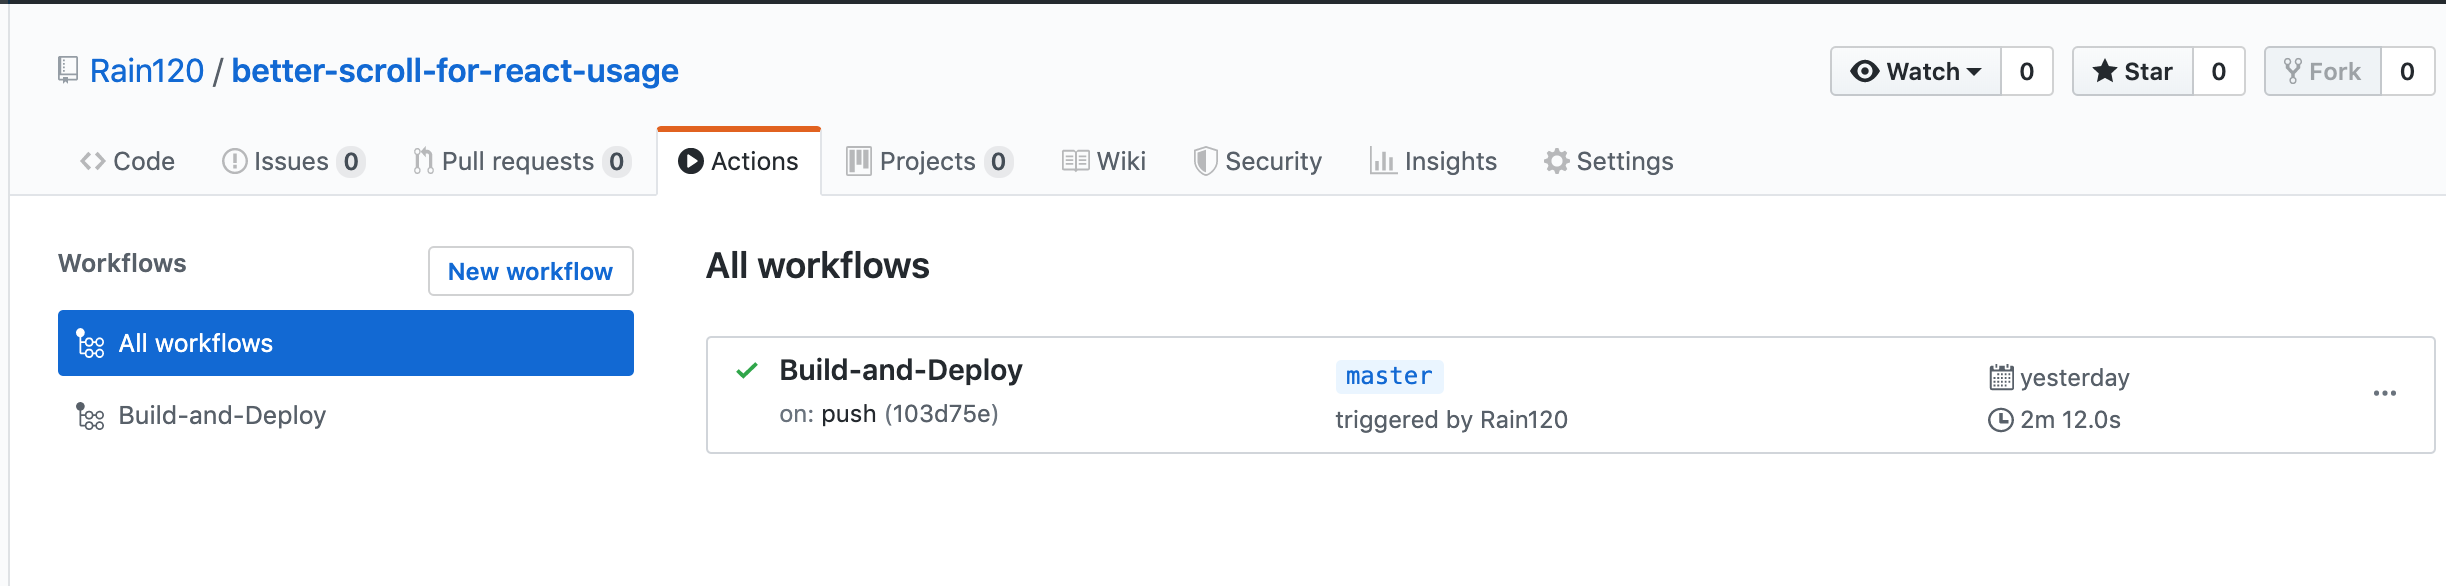 Rain120 / better-scroll-for-react-usage
Watch 0 Star 0 Fork 0
Code Issues 0 Pull requests 0 Actions Projects 0 Wiki Security Insights Settings
Workflows
New workflow
All workflows
Build-and-Deploy
All workflows
Build-and-Deploy
on: push (103d75e)
master
triggered by Rain120
yesterday
2m 12.0s